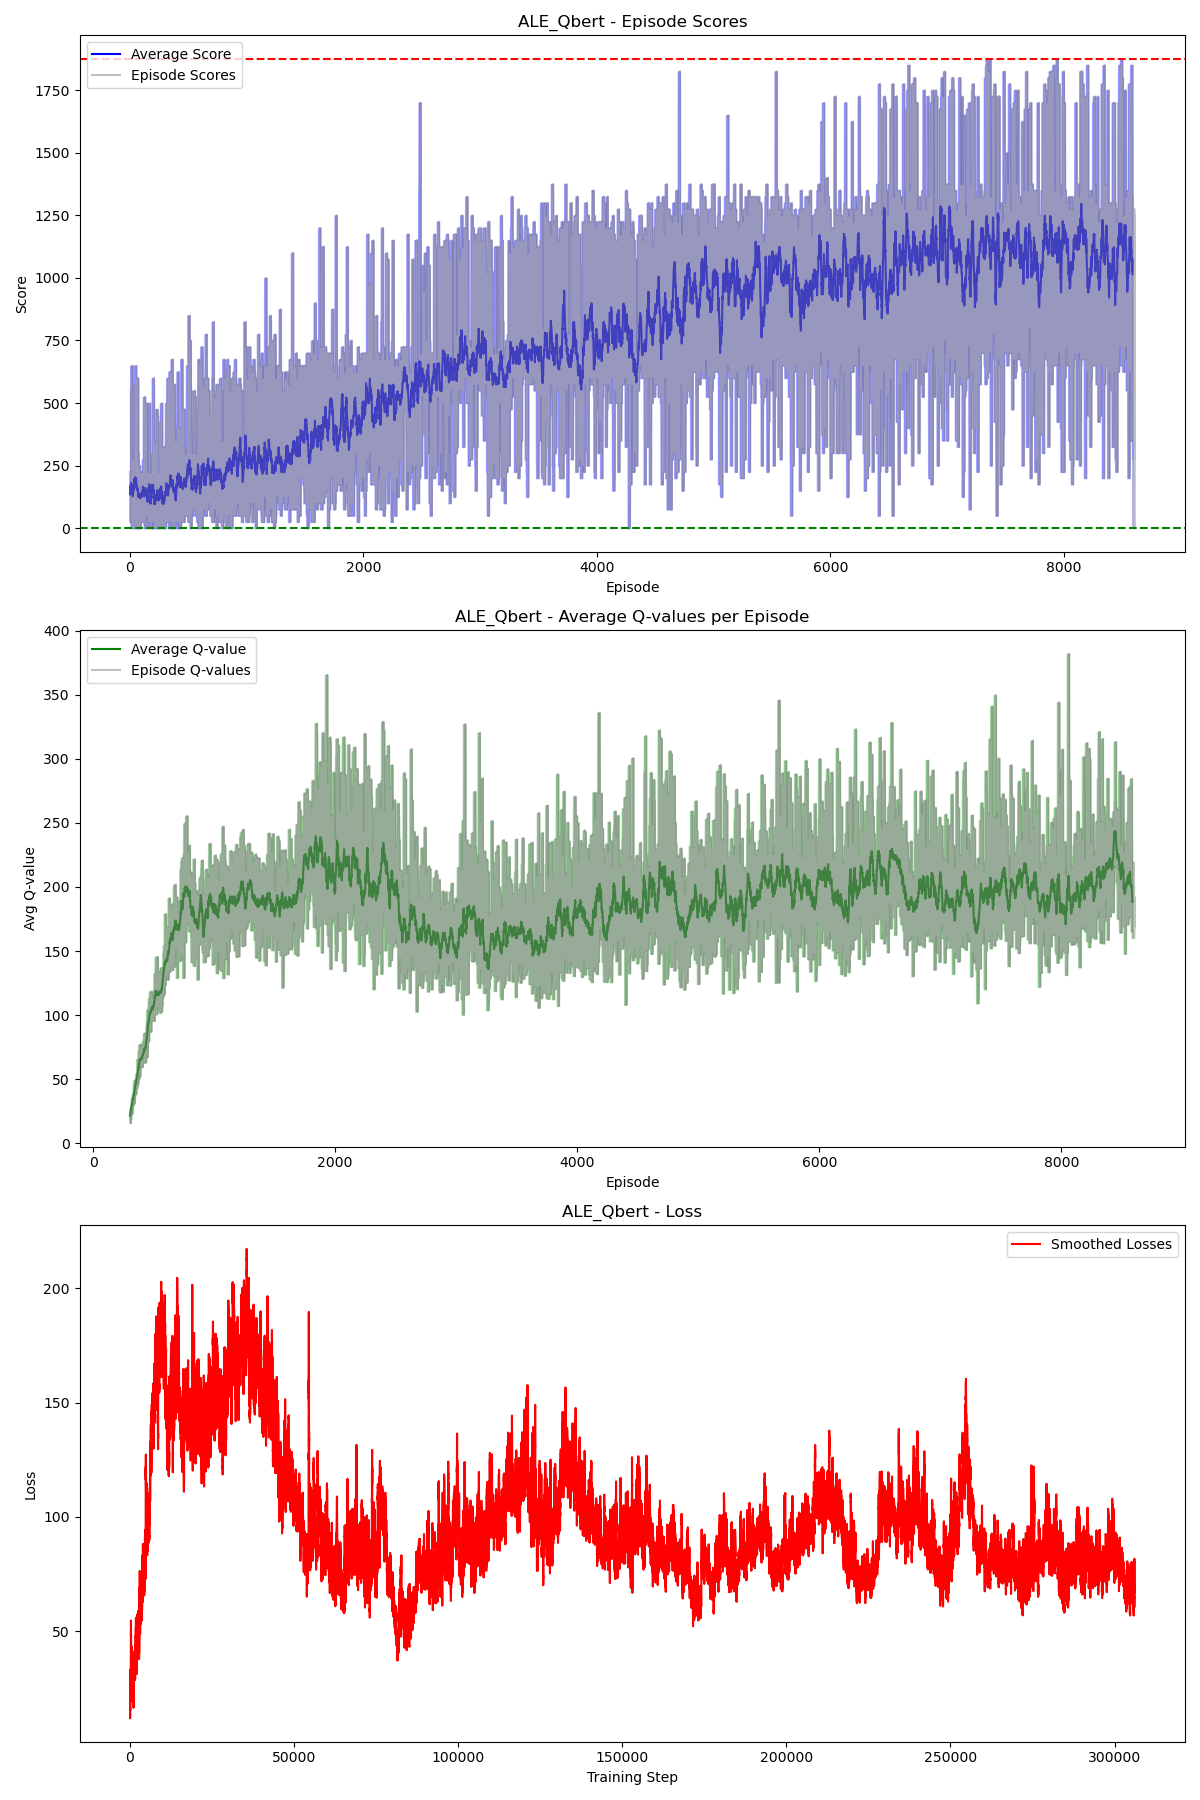 ALE_Qbert - Episode Scores
Average Score
Episode Scores
1750
1500
1250
1000
750
500
250
0
Score
0 2000 4000 6000 8000
Episode
ALE_Qbert - Average Q-values per Episode
Average Q-value
Episode Q-values
400
350
300
250
200
150
100
50
0
Avg Q-value
0 2000 4000 6000 8000
Episode
ALE_Qbert - Loss
Smoothed Losses
200
150
100
50
Loss
0 50000 100000 150000 200000 250000 300000
Training Step